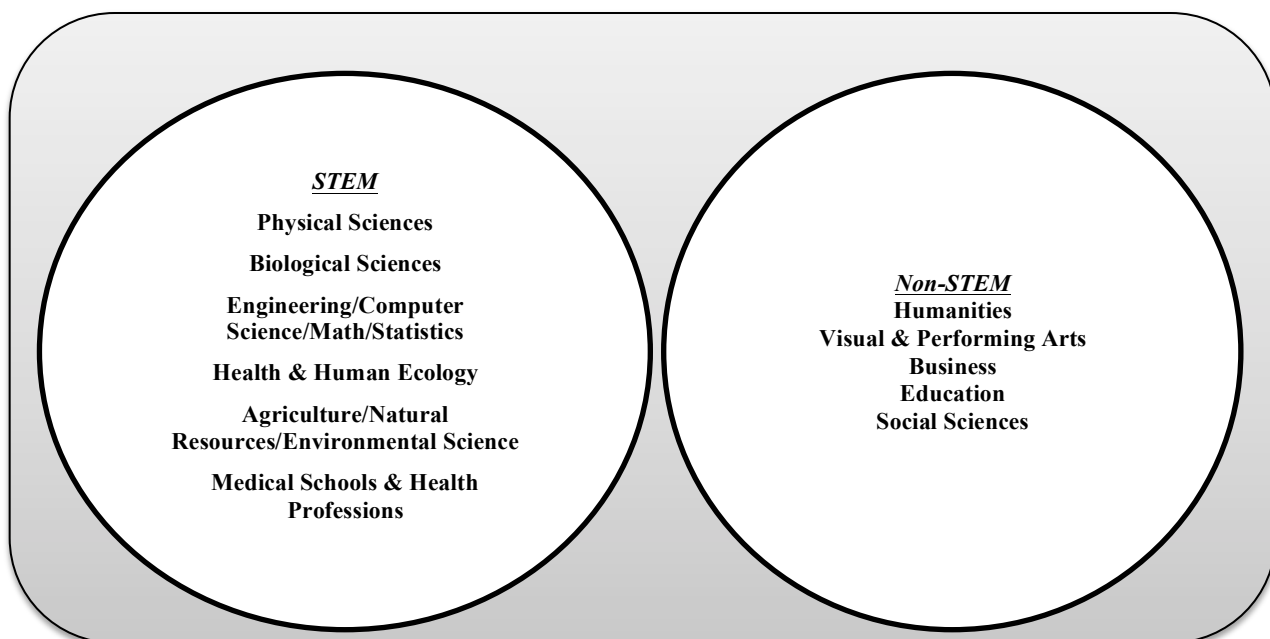 STEM
Physical Sciences
Biological Sciences
Engineering/Computer
Science/Math/Statistics
Health & Human Ecology
Agriculture/Natural
Resources/Environmental Science
Medical Schools & Health
Professions
Non-STEM
Humanities
Visual & Performing Arts
Business
Education
Social Sciences